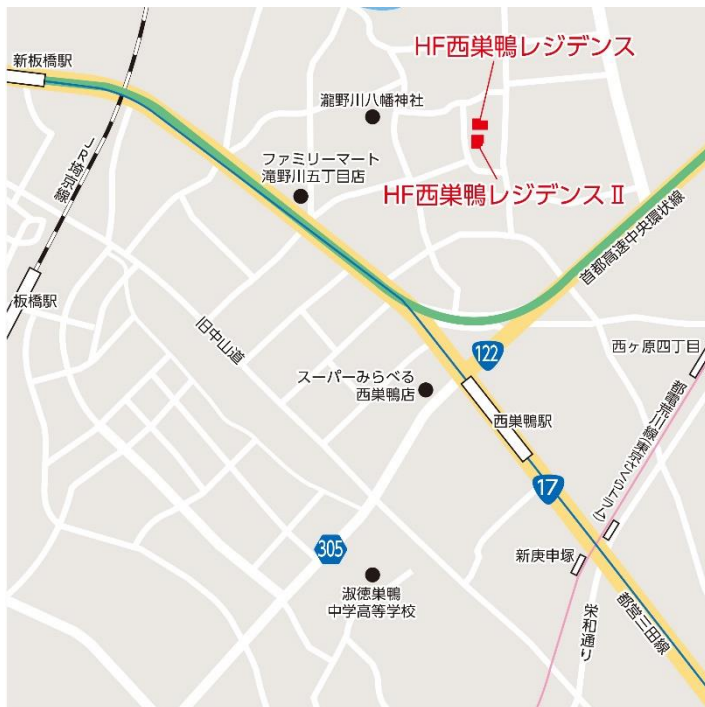 HF西巣鴨レジデンス
新板橋駅
瀧野川八幡神社
JR埼京線
ファミリーマート
滝野川五丁目店
HF西巣鴨レジデンスⅡ
首都高速中央環状線
板橋駅
旧中山道
122
西ヶ原四丁目
スーパーみらべる
西巣鴨店
西巣鴨駅
都電荒川線(東京さくらトラム)
17
305
新庚申塚
淑徳巣鴨
中学高等学校
栄和通り
都営三田線